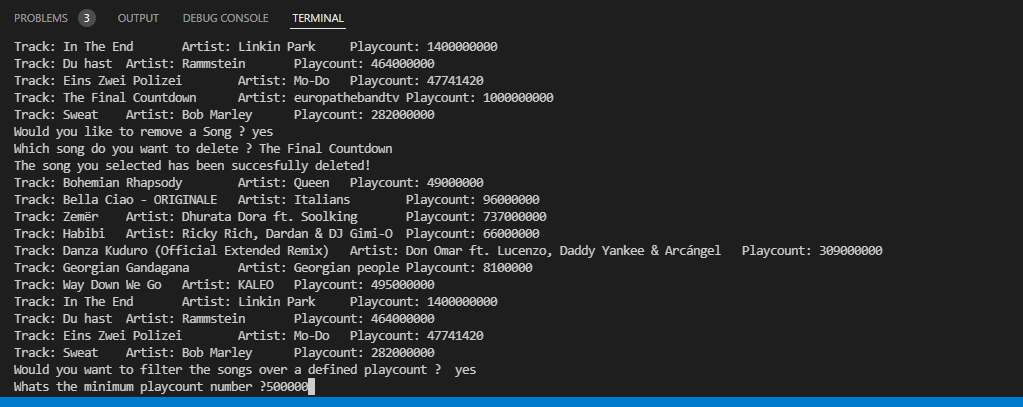 PROBLEMS 3 OUTPUT DEBUG CONSOLE TERMINAL
Track: In The End Artist: Linkin Park Playcount: 1400000000
Track: Du hast Artist: Rammstein Playcount: 464000000
Track: Eins Zwei Polizei Artist: Mo-Do Playcount: 47741420
Track: The Final Countdown Artist: europathebandtv Playcount: 1000000000
Track: Sweat Artist: Bob Marley Playcount: 282000000
Would you like to remove a Song ? yes
Which song do you want to delete ? The Final Countdown
The song you selected has been succesfully deleted!
Track: Bohemian Rhapsody Artist: Queen Playcount: 49000000
Track: Bella Ciao - ORIGINALE Artist: Italians Playcount: 96000000
Track: Zemër Artist: Dhurata Dora ft. Soolking Playcount: 737000000
Track: Habibi Artist: Ricky Rich, Dardan & DJ Gimi-O Playcount: 66000000
Track: Danza Kuduro (Official Extended Remix) Artist: Don Omar ft. Lucenzo, Daddy Yankee & Arcángel Playcount: 309000000
Track: Georgian Gandagana Artist: Georgian people Playcount: 8100000
Track: Way Down We Go Artist: KALEO Playcount: 495000000
Track: In The End Artist: Linkin Park Playcount: 1400000000
Track: Du hast Artist: Rammstein Playcount: 464000000
Track: Eins Zwei Polizei Artist: Mo-Do Playcount: 47741420
Track: Sweat Artist: Bob Marley Playcount: 282000000
Would you want to filter the songs over a defined playcount ? yes
Whats the minimum playcount number ?500000